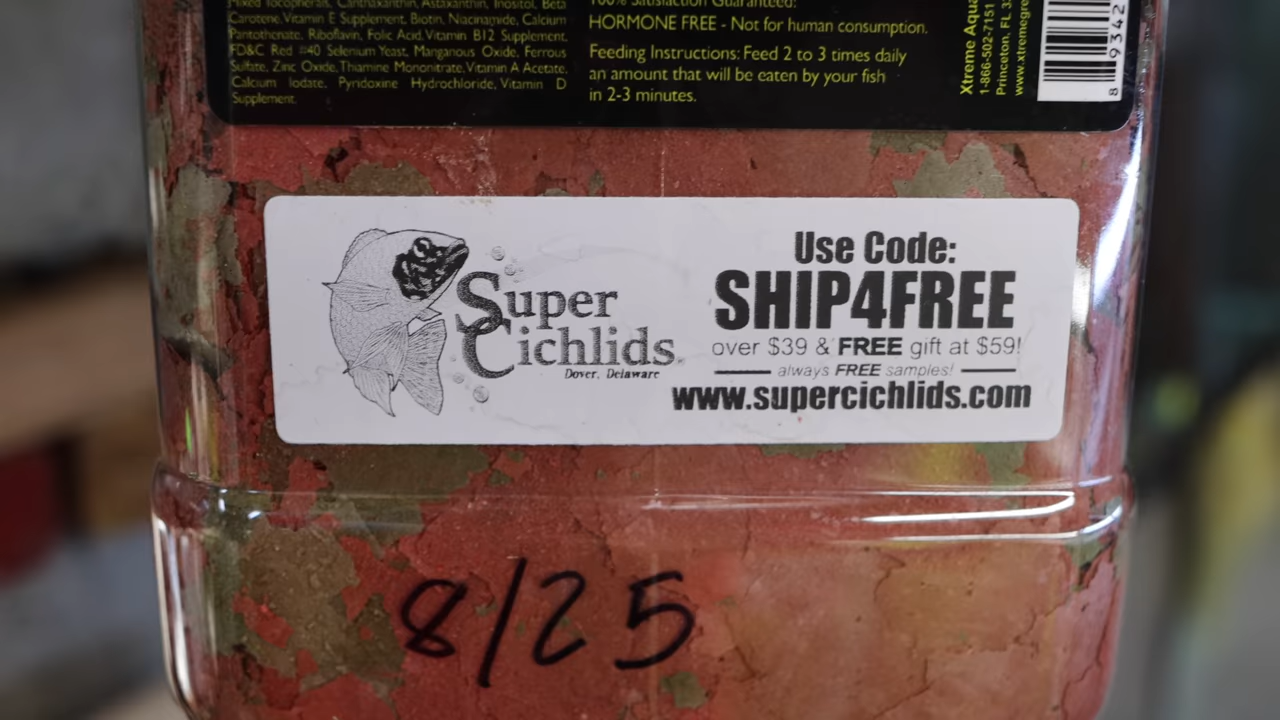 Mixed Tocopherals, Canthaxanthin, Astaxanthin, Inositol, Beta
Carotene, Vitamin E Supplement, Biotin, Niacinamide, Calcium
Pantothenate, Riboflavin, Folic Acid, Vitamin B12 Supplement,
FD&C Red #40 Selenium Yeast, Manganous Oxide, Ferrous
Sulfate, Zinc Oxide, Thiamine Mononitrate, Vitamin A Acetate,
Calcium Iodate, Pyridoxine Hydrochloride, Vitamin D
Supplement.
100% Satisfaction Guaranteed!
HORMONE FREE - Not for human consumption.
Feeding Instructions: Feed 2 to 3 times daily
an amount that will be eaten by your fish
in 2-3 minutes.
Xtreme Aqua
1-866-502-7151
Princeton, FL 3
www.xtremegre
8 9342
Super
Cichlids
Dover, Delaware
Use Code:
SHIP4FREE
over $39 & FREE gift at $59!
always FREE samples!
www.supercichlids.com
8/25